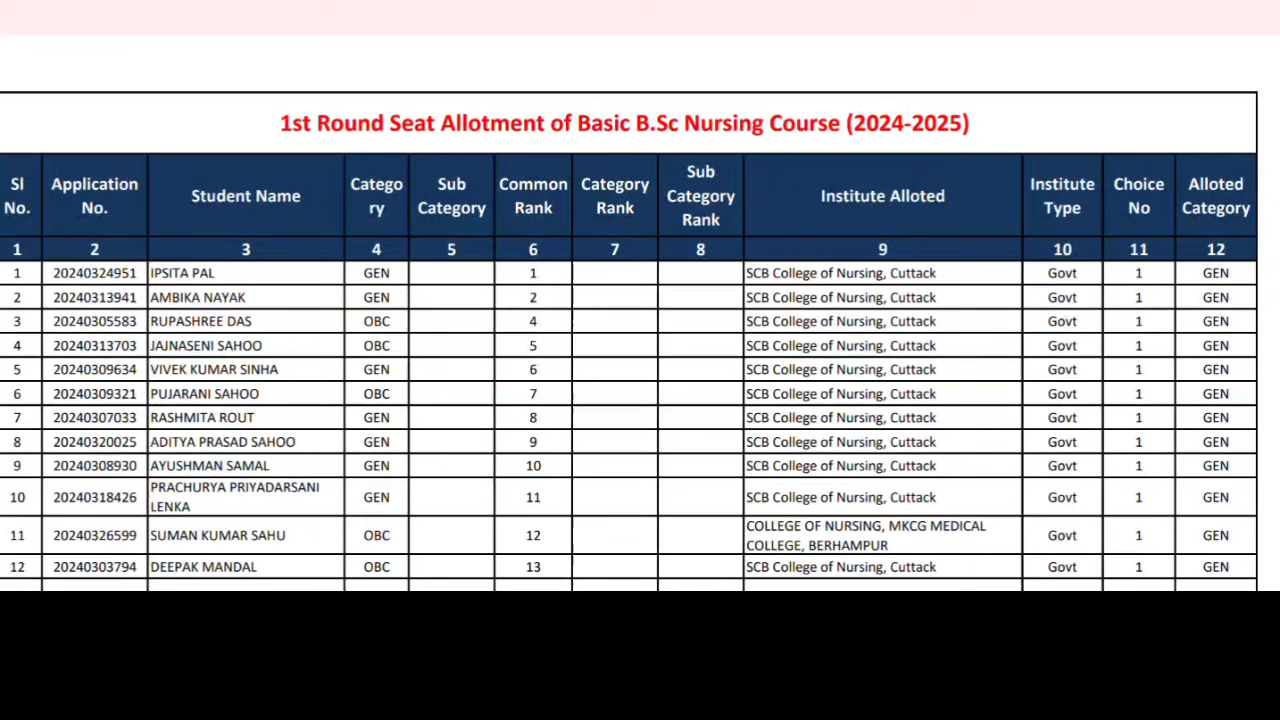 1st Round Seat Allotment of Basic B.Sc Nursing Course (2024-2025)
Sl No. Application No. Student Name Catego ry Sub Category Common Rank Category Rank Sub Category Rank Institute Alloted Institute Type Choice No Alloted Category
1 2 3 4 5 6 7 8 9 10 11 12
1 20240324951 IPSITA PAL GEN 1 SCB College of Nursing, Cuttack Govt 1 GEN
2 20240313941 AMBIKA NAYAK GEN 2 SCB College of Nursing, Cuttack Govt 1 GEN
3 20240305583 RUPASHREE DAS OBC 4 SCB College of Nursing, Cuttack Govt 1 GEN
4 20240313703 JAJNASENI SAHOO OBC 5 SCB College of Nursing, Cuttack Govt 1 GEN
5 20240309634 VIVEK KUMAR SINHA GEN 6 SCB College of Nursing, Cuttack Govt 1 GEN
6 20240309321 PUJARANI SAHOO OBC 7 SCB College of Nursing, Cuttack Govt 1 GEN
7 20240307033 RASHMITA ROUT GEN 8 SCB College of Nursing, Cuttack Govt 1 GEN
8 20240320025 ADITYA PRASAD SAHOO GEN 9 SCB College of Nursing, Cuttack Govt 1 GEN
9 20240308930 AYUSHMAN SAMAL GEN 10 SCB College of Nursing, Cuttack Govt 1 GEN
10 20240318426 PRACHURYA PRIYADARSANI LENKA GEN 11 SCB College of Nursing, Cuttack Govt 1 GEN
11 20240326599 SUMAN KUMAR SAHU OBC 12 COLLEGE OF NURSING, MKCG MEDICAL COLLEGE, BERHAMPUR Govt 1 GEN
12 20240303794 DEEPAK MANDAL OBC 13 SCB College of Nursing, Cuttack Govt 1 GEN